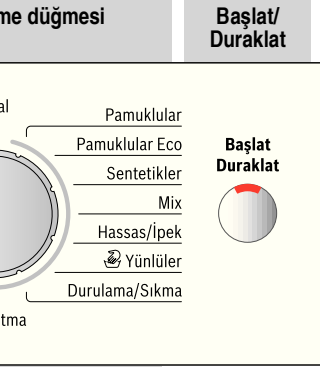 me düğmesi
Başlat/
Duraklat
al
Pamuklular
Pamuklular Eco
Sentetikler
Mix
Hassas/İpek
Yünlüler
Durulama/Sıkma
tma
Başlat
Duraklat